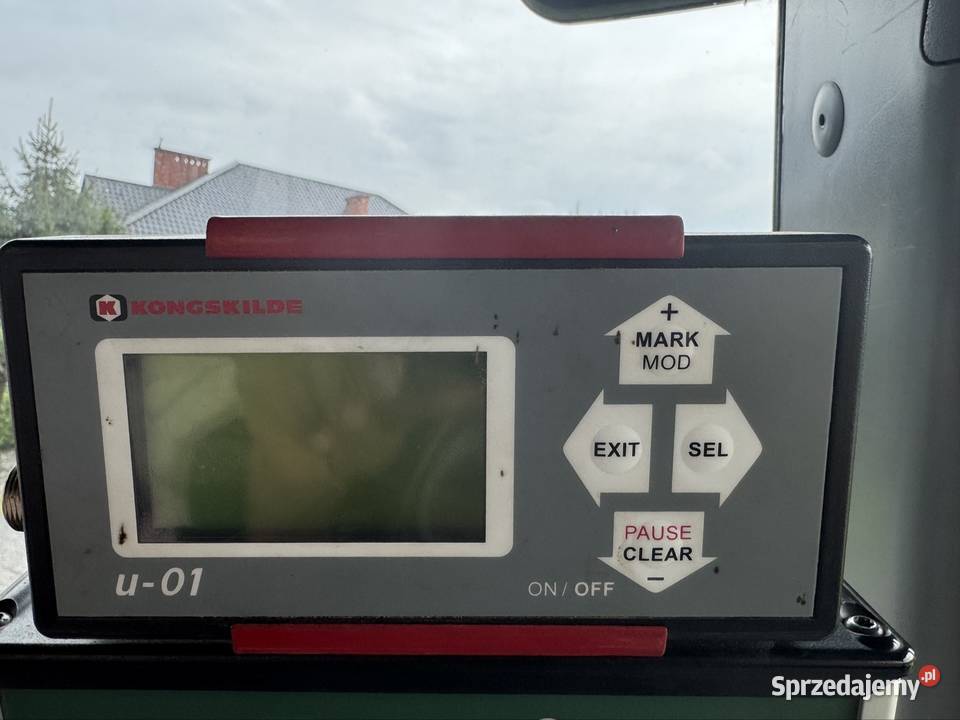 K KONGSKILDE
+
MARK
MOD
EXIT
SEL
PAUSE
CLEAR
−
u-01
ON / OFF
Sprzedajemy.pl